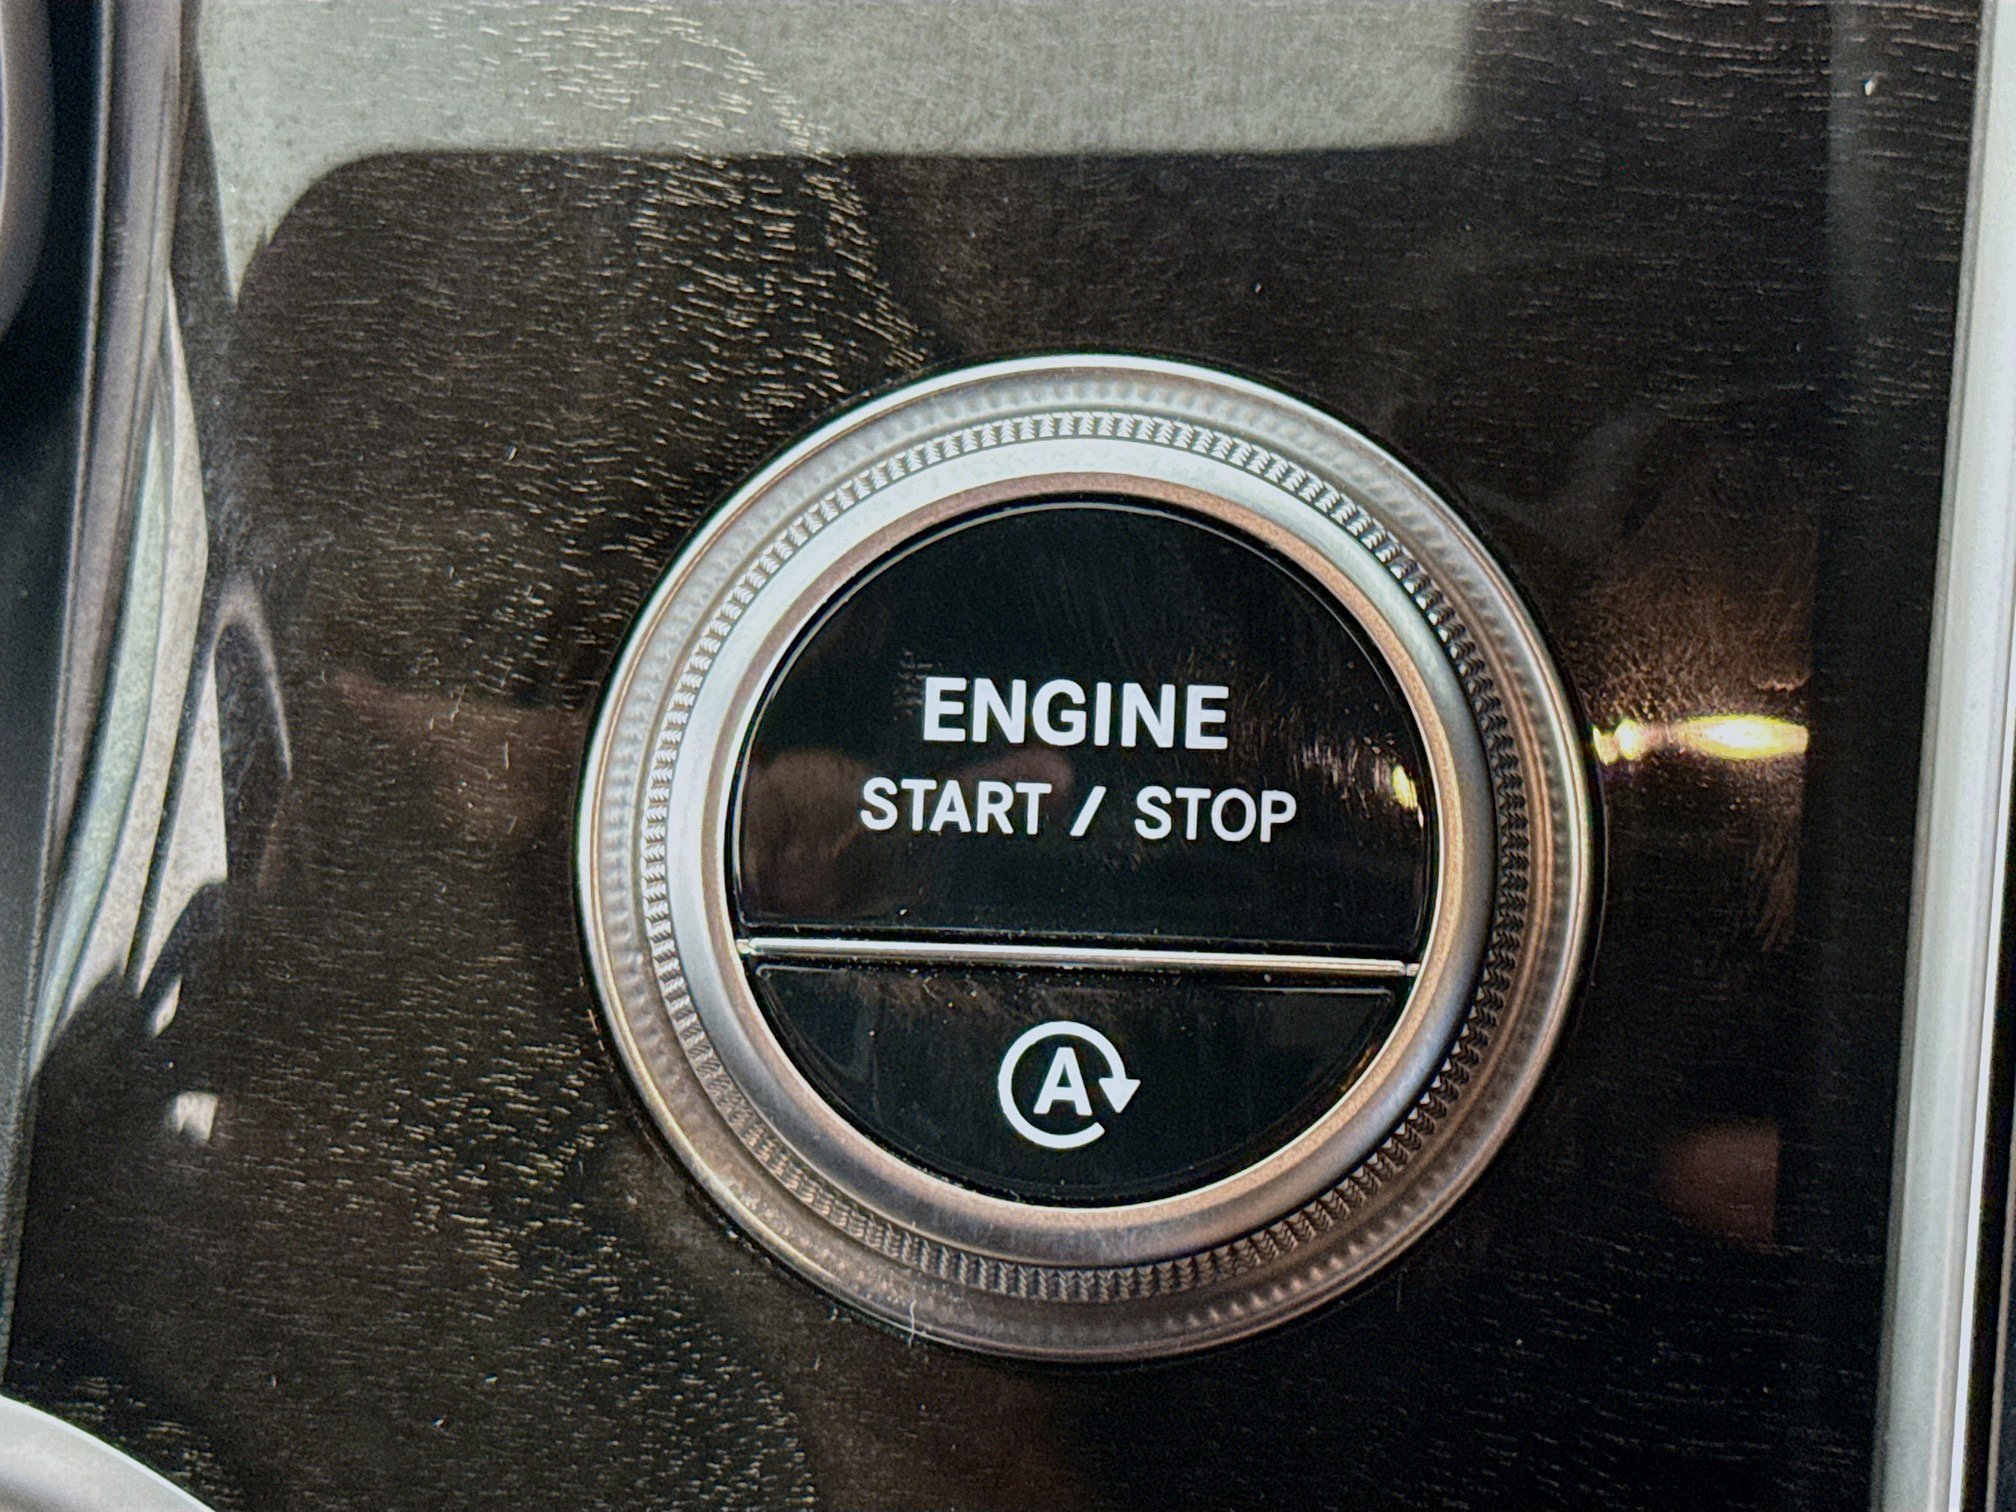 ENGINE
START / STOP
A